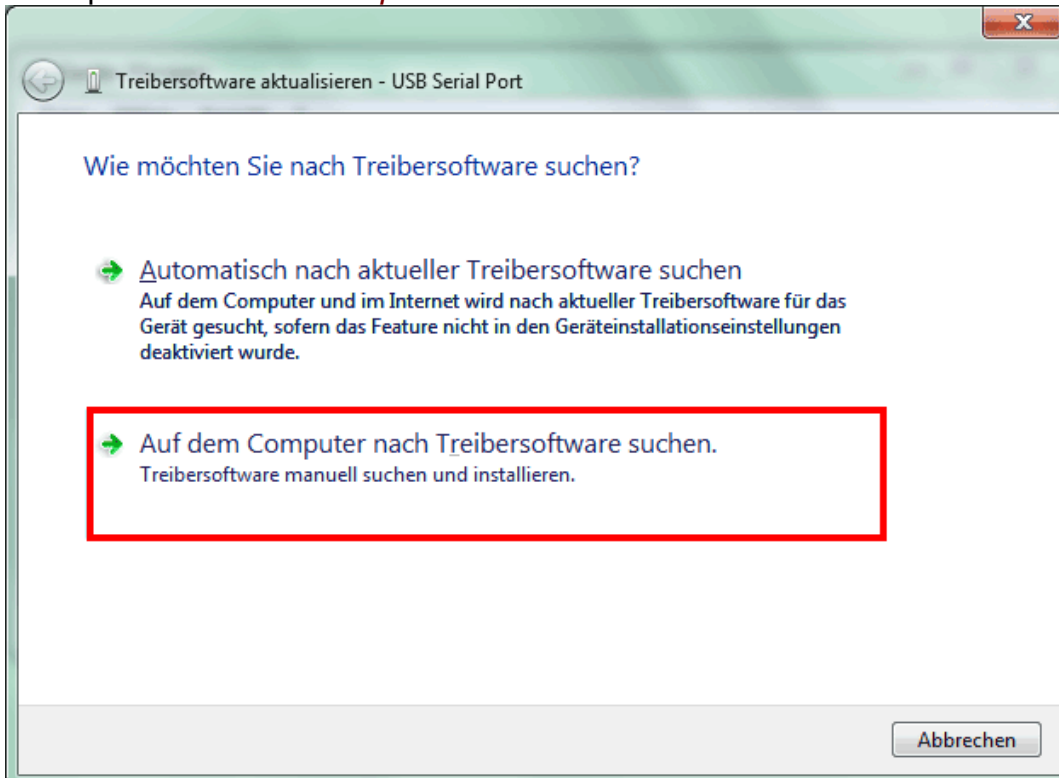 Treibersoftware aktualisieren - USB Serial Port
Wie möchten Sie nach Treibersoftware suchen?
Automatisch nach aktueller Treibersoftware suchen
Auf dem Computer und im Internet wird nach aktueller Treibersoftware für das
Gerät gesucht, sofern das Feature nicht in den Geräteinstallationseinstellungen
deaktiviert wurde.
Auf dem Computer nach Treibersoftware suchen.
Treibersoftware manuell suchen und installieren.
Abbrechen